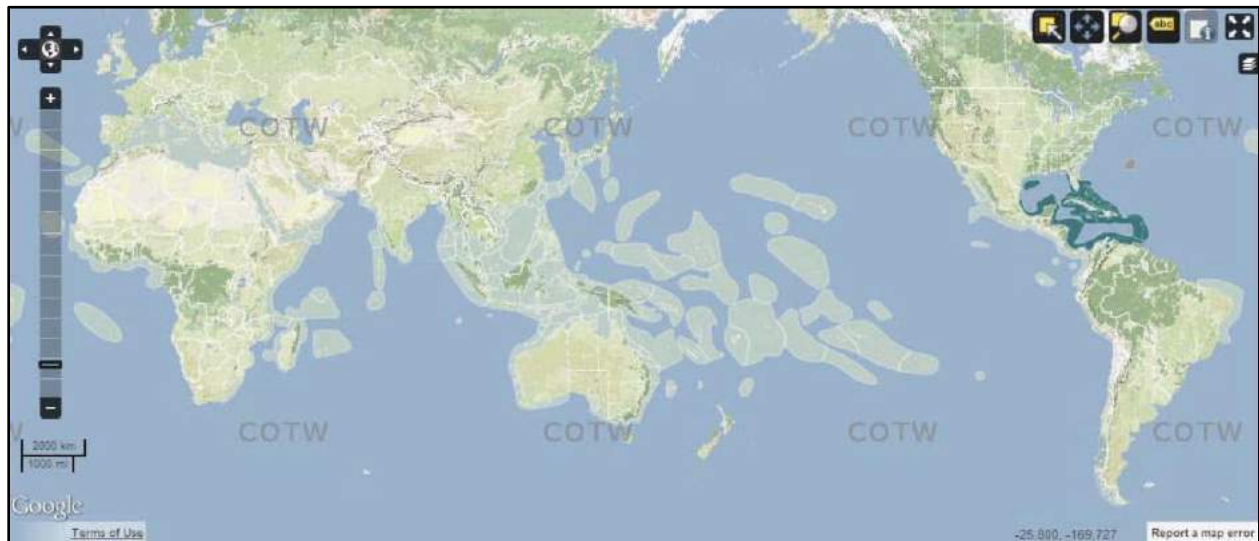 abc
COTW COTW COTW COTW
COTW COTW COTW COTW
2000 km
1000 mi
Google
Terms of Use
-25.800, -169.727
Report a map error